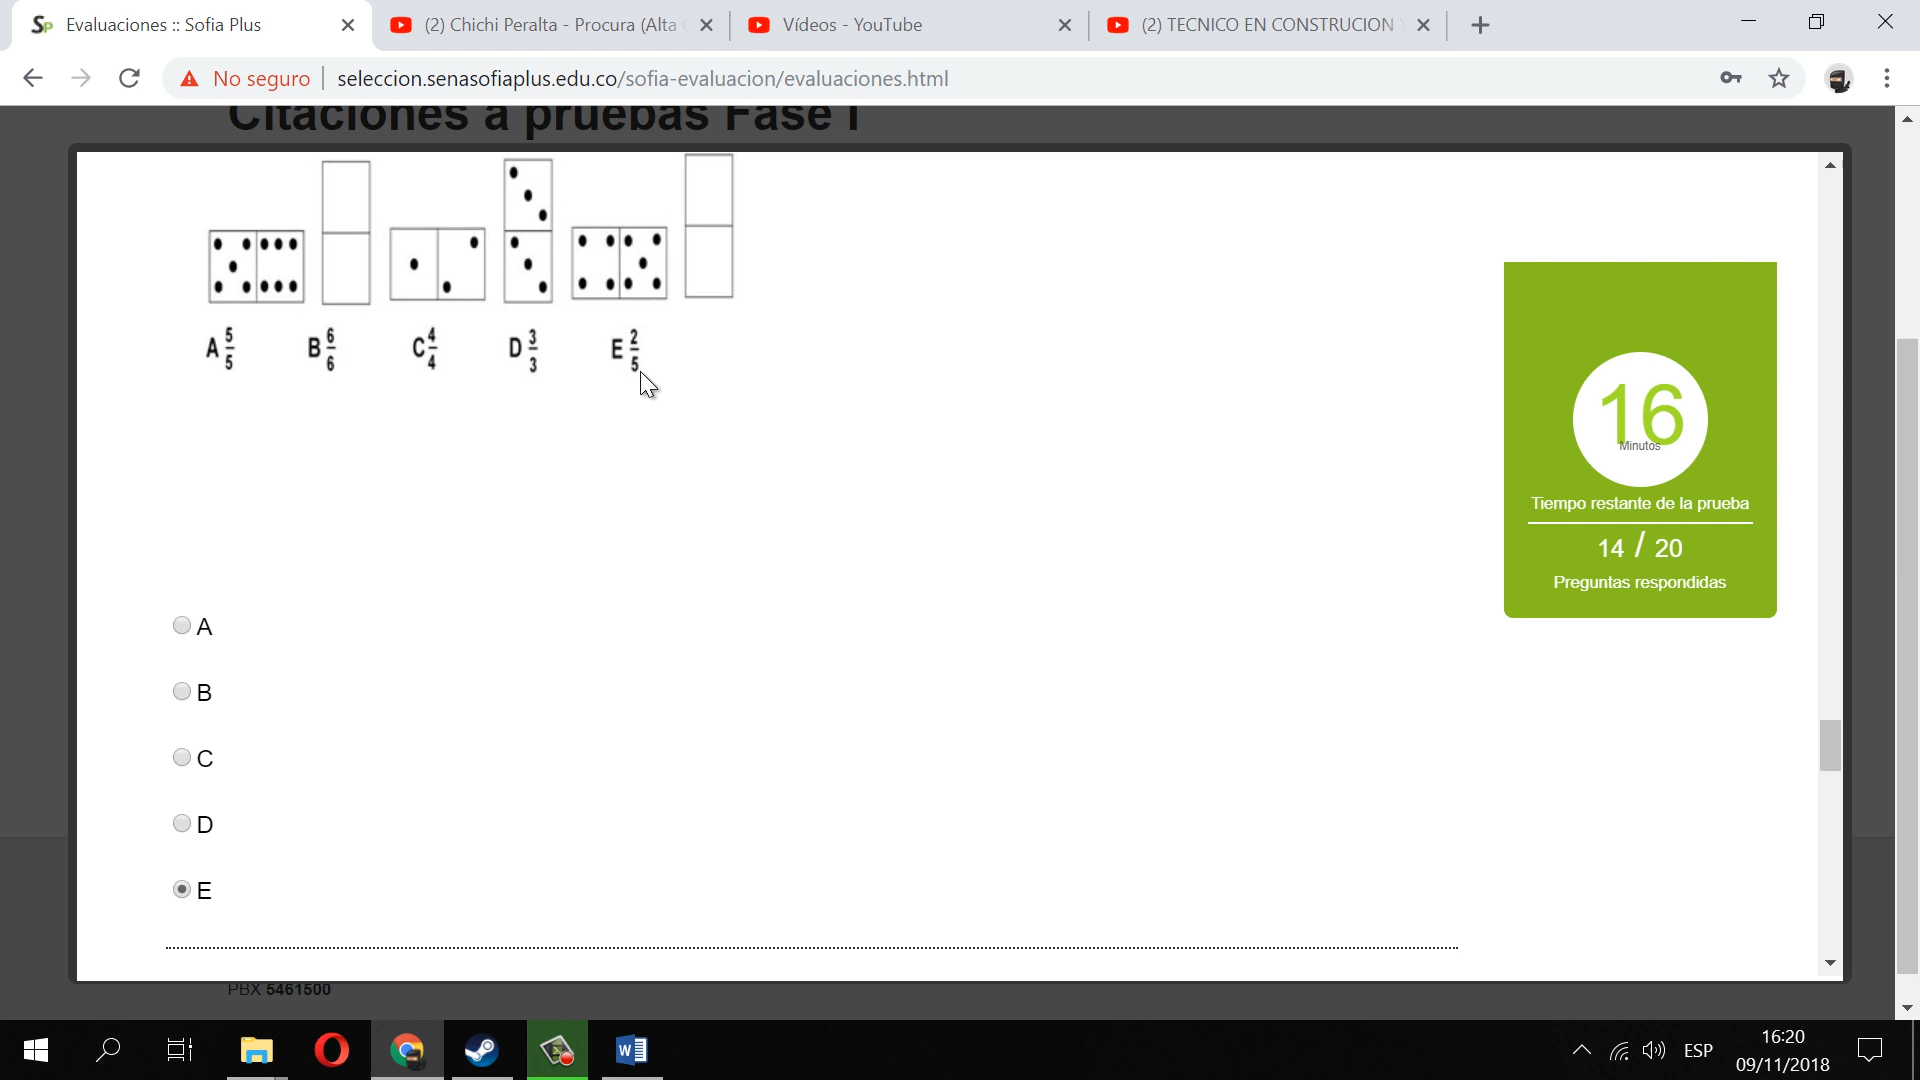 Evaluaciones :: Sofia Plus
(2) Chichi Peralta - Procura (Alta
Vídeos - YouTube
(2) TECNICO EN CONSTRUCION
No seguro
seleccion.senasofiaplus.edu.co/sofia-evaluacion/evaluaciones.html
Citaciones a pruebas Fase I
A 5/5 B 6/6 C 4/4 D 3/3 E 2/5
16
Minutos
Tiempo restante de la prueba
14 / 20
Preguntas respondidas
A
B
C
D
E
PBX 5461500
ESP
16:20
09/11/2018